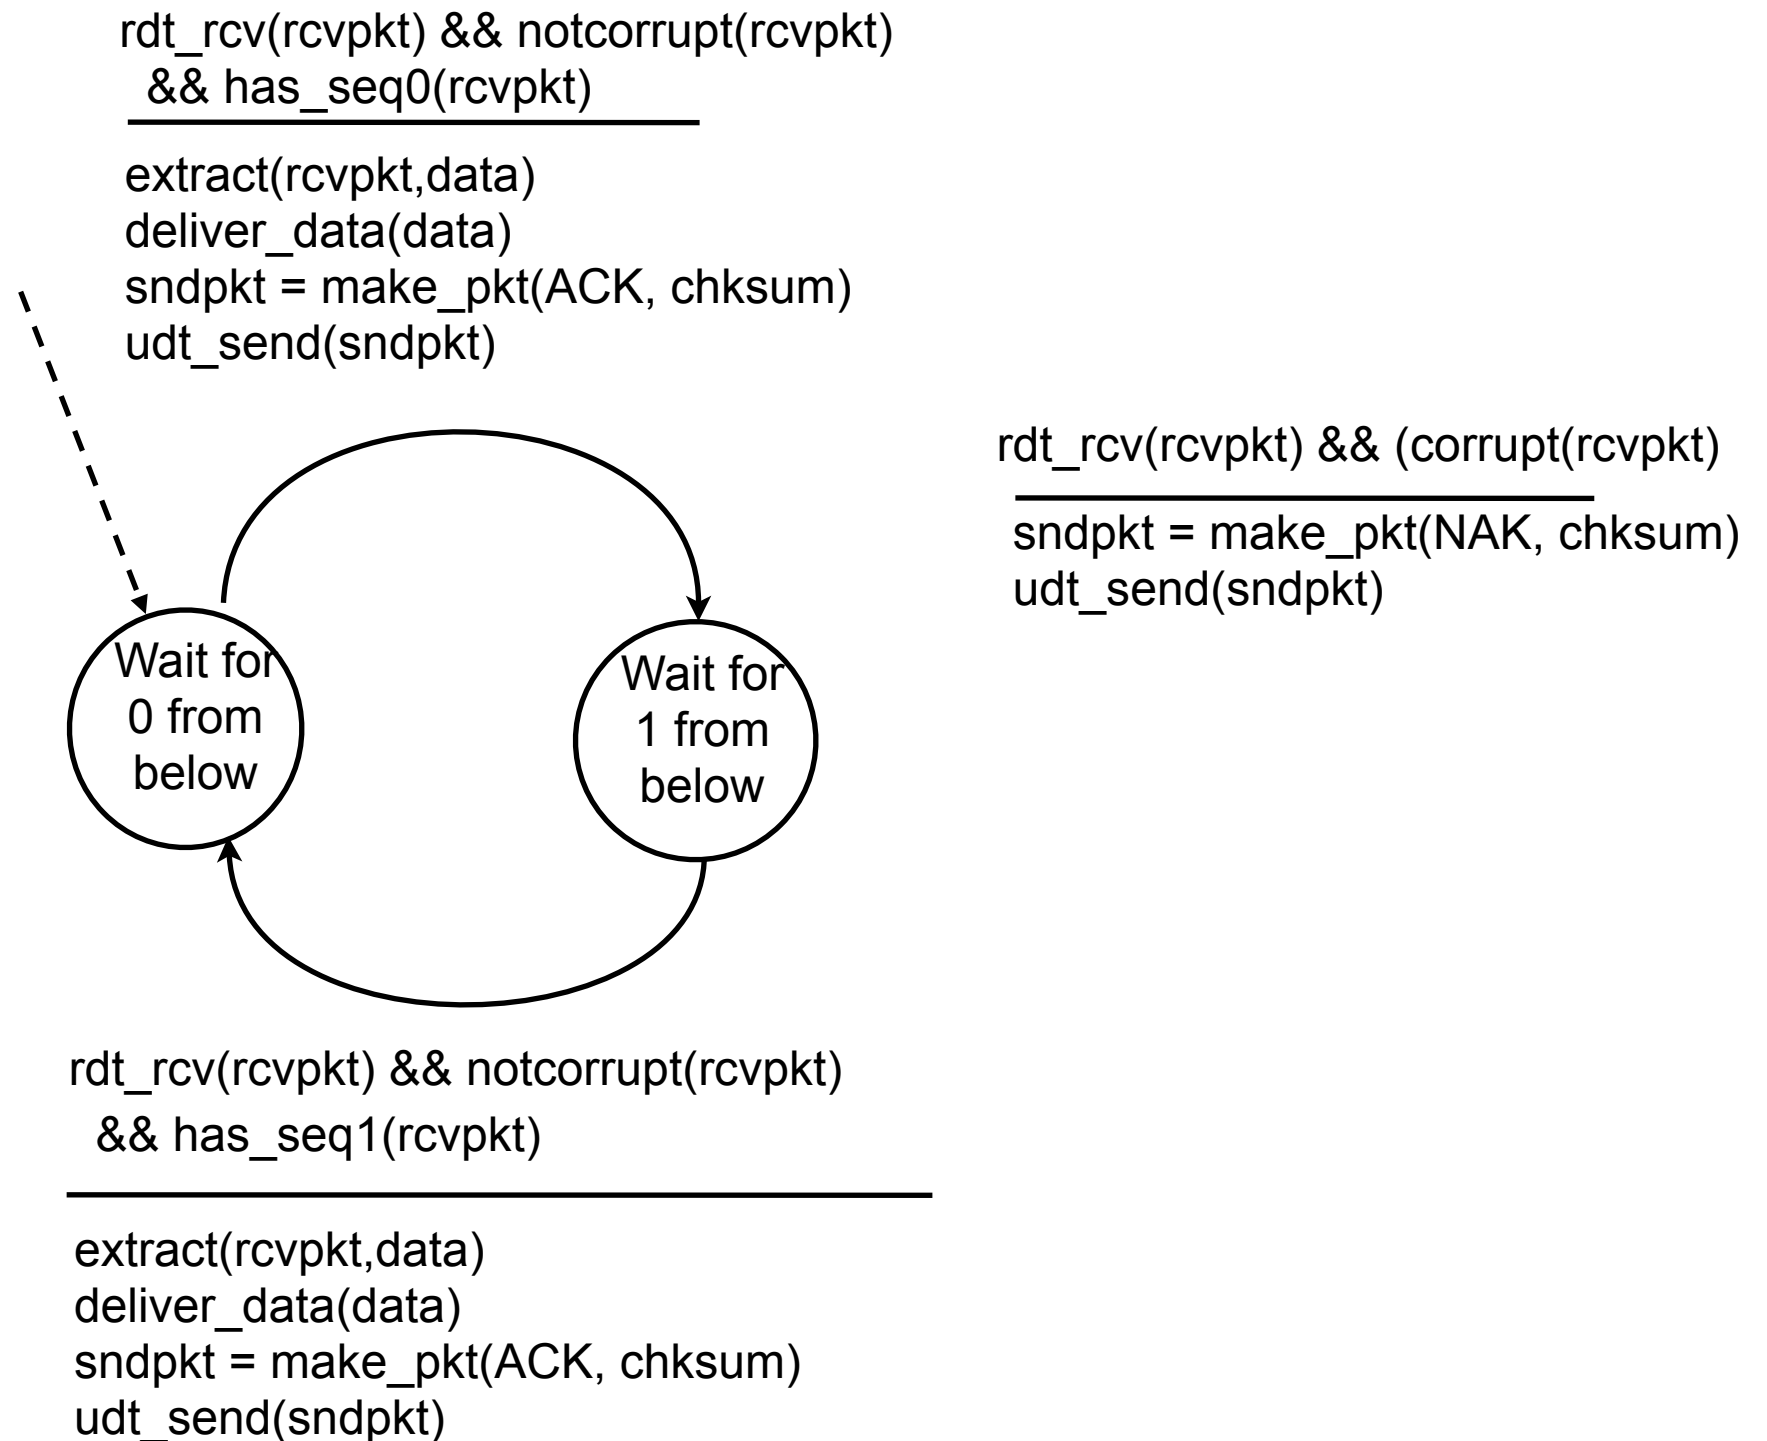 rdt_rcv(rcvpkt) && notcorrupt(rcvpkt)
&& has_seq0(rcvpkt)
extract(rcvpkt,data)
deliver_data(data)
sndpkt = make_pkt(ACK, chksum)
udt_send(sndpkt)
rdt_rcv(rcvpkt) && (corrupt(rcvpkt)
sndpkt = make_pkt(NAK, chksum)
udt_send(sndpkt)
Wait for
0 from
below
Wait for
1 from
below
rdt_rcv(rcvpkt) && notcorrupt(rcvpkt)
&& has_seq1(rcvpkt)
extract(rcvpkt,data)
deliver_data(data)
sndpkt = make_pkt(ACK, chksum)
udt_send(sndpkt)